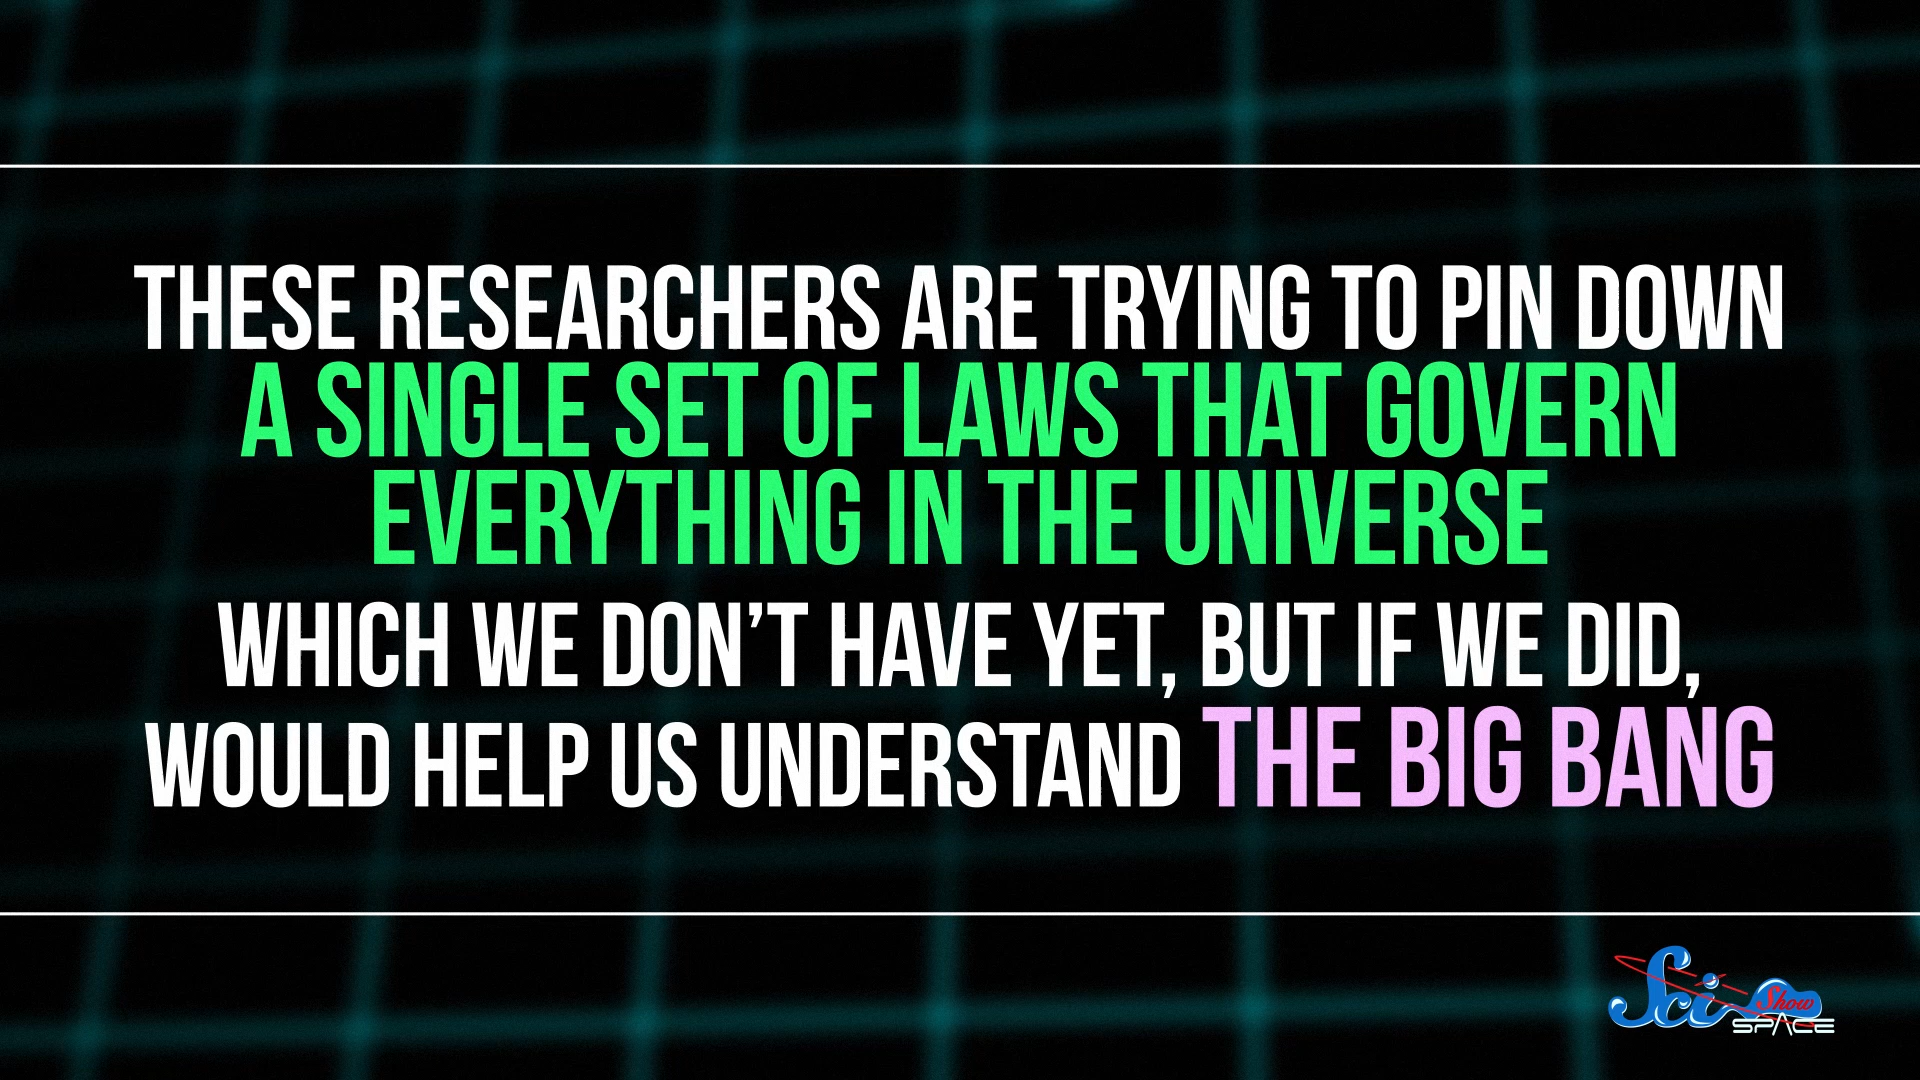 THESE RESEARCHERS ARE TRYING TO PIN DOWN
A SINGLE SET OF LAWS THAT GOVERN
EVERYTHING IN THE UNIVERSE
WHICH WE DON'T HAVE YET, BUT IF WE DID,
WOULD HELP US UNDERSTAND THE BIG BANG
Sci Show
SPACE